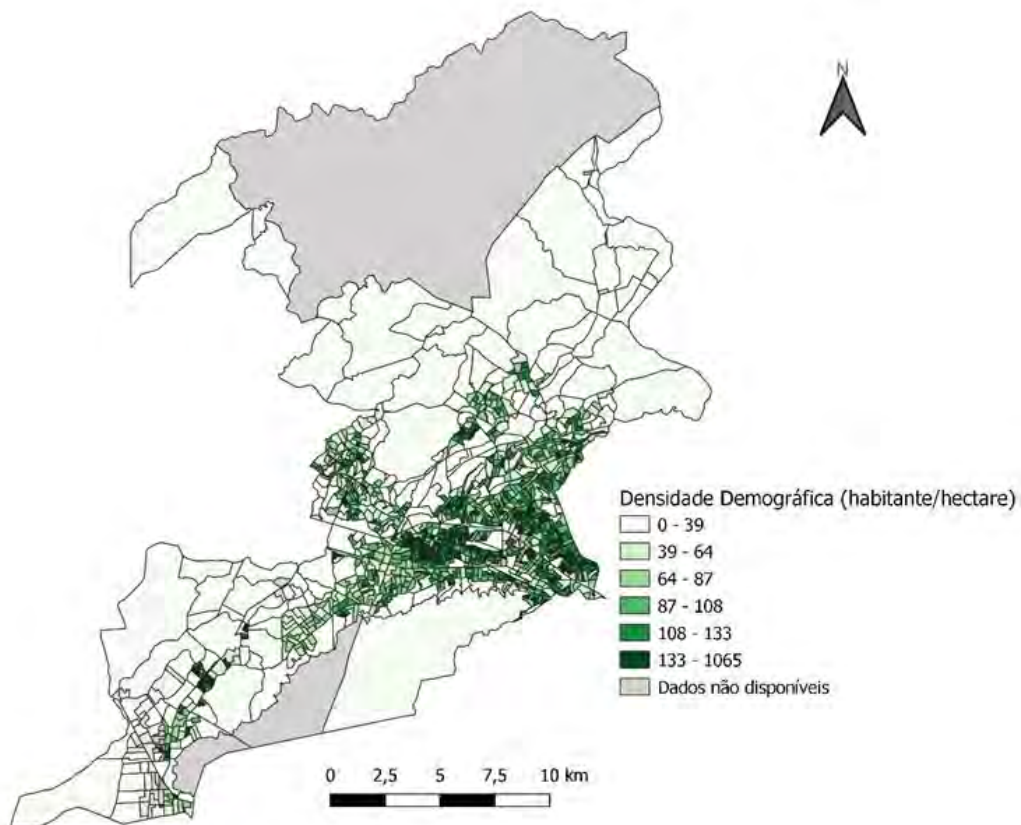 N
Densidade Demográfica (habitante/hectare)
0 - 39
39 - 64
64 - 87
87 - 108
108 - 133
133 - 1065
Dados não disponíveis
0 2,5 5 7,5 10 km